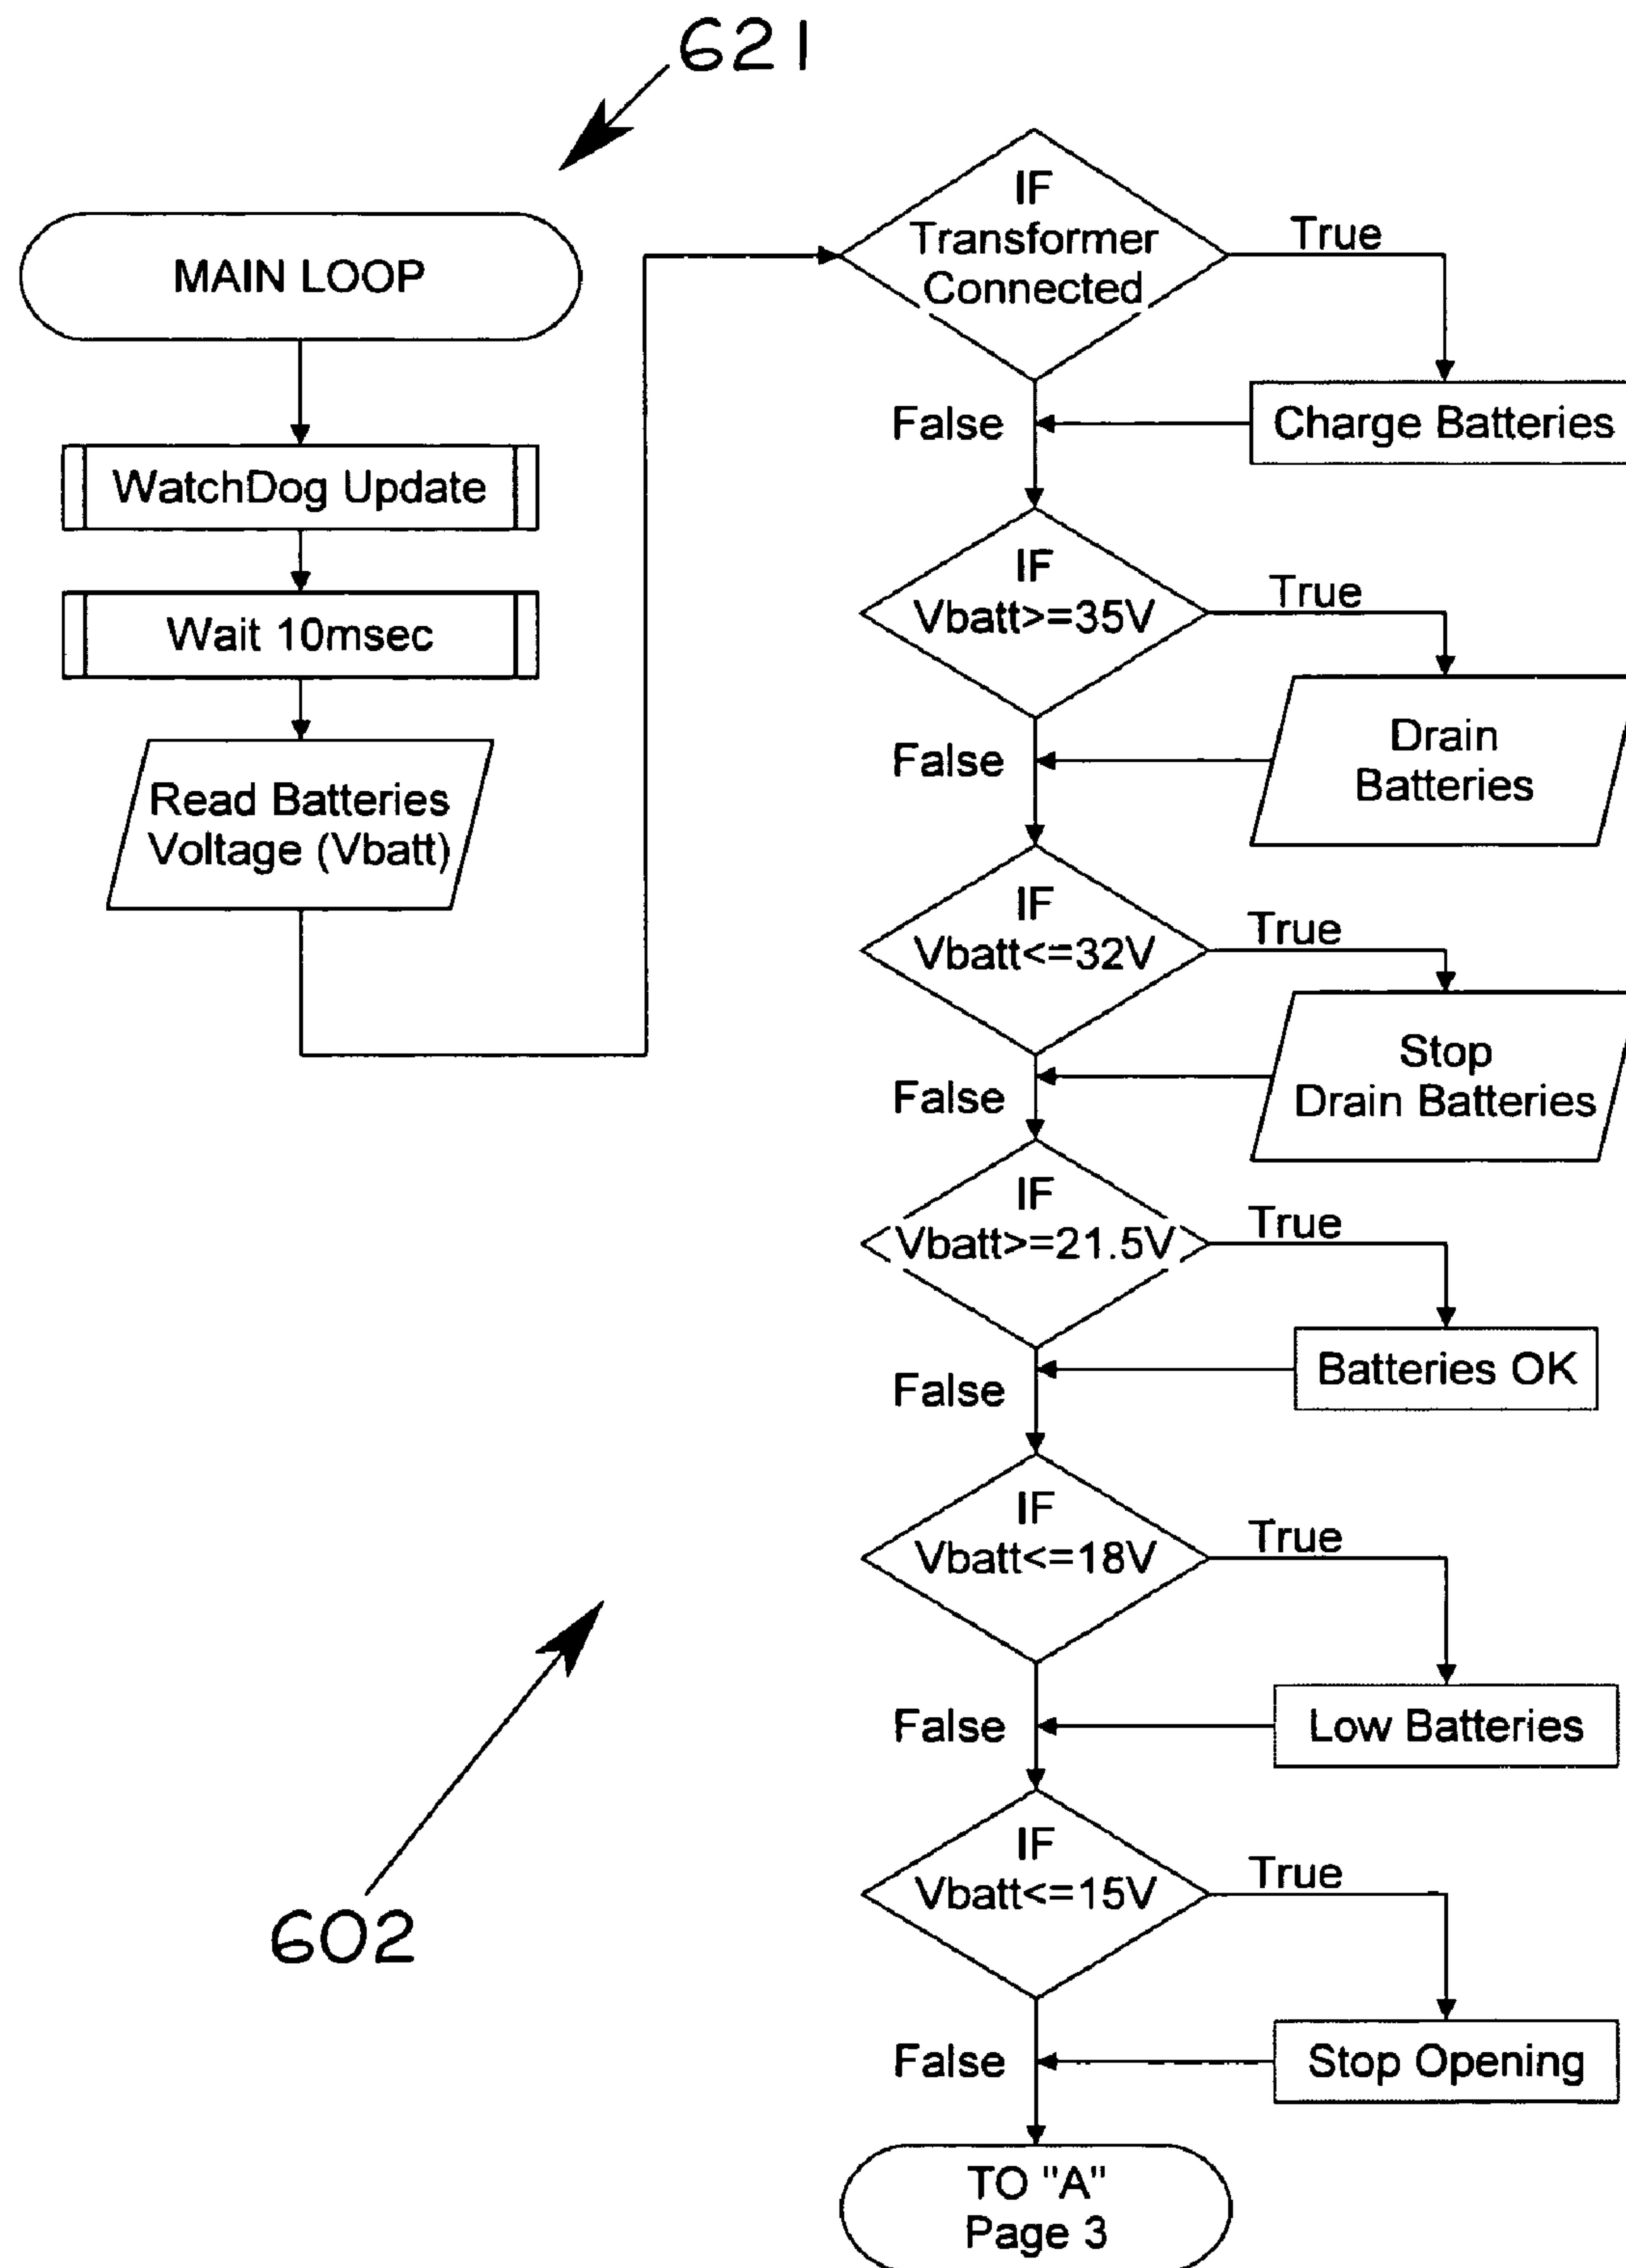 621
MAIN LOOP
WatchDog Update
Wait 10msec
Read Batteries
Voltage (Vbatt)
IF
Transformer
Connected
True
False
Charge Batteries
IF
Vbatt>=35V
True
False
Drain
Batteries
IF
Vbatt<=32V
True
False
Stop
Drain Batteries
IF
Vbatt>=21.5V
True
False
Batteries OK
IF
Vbatt<=18V
True
False
Low Batteries
IF
Vbatt<=15V
True
False
Stop Opening
602
TO "A"
Page 3